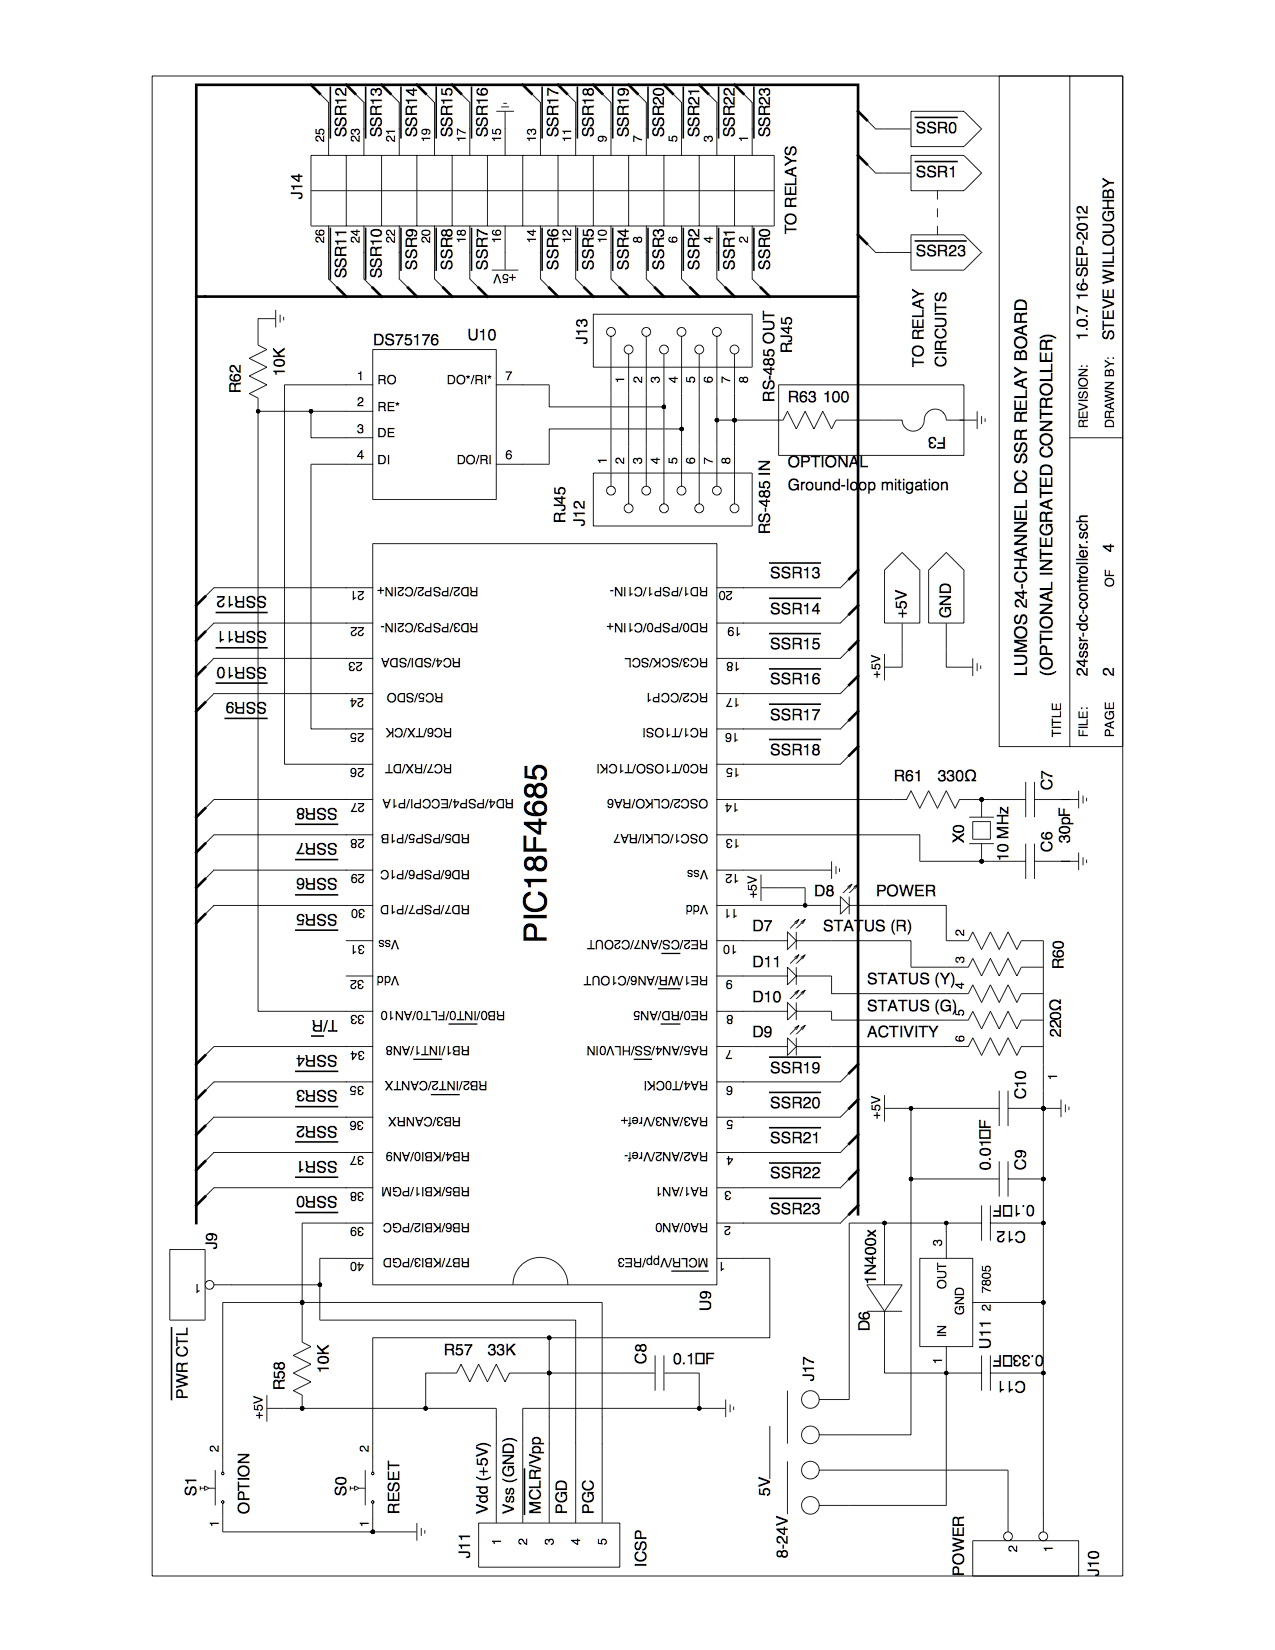 J14
25
23
21
19
17
15
13
11
9
7
5
3
1
SSR12
SSR13
SSR14
SSR15
SSR16
SSR17
SSR18
SSR19
SSR20
SSR21
SSR22
SSR23
26
24
22
20
18
16
14
12
10
8
6
4
2
SSR11
SSR10
SSR9
SSR8
SSR7
+5V
SSR6
SSR5
SSR4
SSR3
SSR2
SSR1
SSR0
TO RELAYS
SSR0
SSR1
SSR23
TO RELAY
CIRCUITS
R62
10K
DS75176
U10
1
2
3
4
RO
RE*
DE
DI
DO*/RI*
7
DO/RI
6
J13
1
2
3
4
5
6
7
8
RS-485 OUT
RJ45
1
2
3
4
5
6
7
8
RJ45
J12
RS-485 IN
R63 100
F3
OPTIONAL
Ground-loop mitigation
PIC18F4685
U9
SSR12
21
RD2/PSP2/C2IN+
SSR11
22
RD3/PSP3/C2IN-
SSR10
23
RC4/SDI/SDA
SSR9
24
RC5/SDO
25
RC6/TX/CK
26
RC7/RX/DT
SSR8
27
RD4/PSP4/ECCPI/P1A
SSR7
28
RD5/PSP5/P1B
SSR6
29
RD6/PSP6/P1C
SSR5
30
RD7/PSP7/P1D
31
Vss
32
Vdd
T/R
33
RB0/INT0/FLT0/AN10
SSR4
34
RB1/INT1/AN8
SSR3
35
RB2/INT2/CANTX
SSR2
36
RB3/CANRX
SSR1
37
RB4/KBI0/AN9
SSR0
38
RB5/KBI1/PGM
39
RB6/KBI2/PGC
40
RB7/KBI3/PGD
RD1/PSP1/C1IN-
20
SSR13
RD0/PSP0/C1IN+
19
SSR14
RC3/SCK/SCL
18
SSR15
RC2/CCP1
17
SSR16
RC1/T1OSI
16
SSR17
RC0/T1OSO/T1CKI
15
SSR18
OSC2/CLKO/RA6
14
OSC1/CLKI/RA7
13
Vss
12
Vdd
11
RE2/CS/AN7/C2OUT
10
RE1/WR/AN6/C1OUT
9
RE0/RD/AN5
8
RA5/AN4/SS/HLV0IN
7
RA4/T0CKI
6
SSR19
RA3/AN3/Vref+
5
SSR20
RA2/AN2/Vref-
4
SSR21
RA1/AN1
3
SSR22
RA0/AN0
2
SSR23
MCLR/Vpp/RE3
1
+5V
+5V
GND
R61 330Ω
X0
10 MHz
C7
C6
30pF
+5V
D8
POWER
D7
STATUS (R)
D11
STATUS (Y)
D10
STATUS (G)
D9
ACTIVITY
2
3
4
5
6
1
R60
220Ω
+5V
C10
0.01▯F
C9
0.1▯F
C12
1N400x
D6
OUT
3
GND
2
IN
1
U11
7805
0.33▯F
C11
J17
5V
8-24V
POWER
2
1
J10
J9
1
PWR CTL
R58
10K
+5V
R57 33K
C8
0.1▯F
S1
2
1
OPTION
S0
2
1
RESET
Vdd (+5V)
Vss (GND)
MCLR/Vpp
PGD
PGC
J11
1
2
3
4
5
ICSP
LUMOS 24-CHANNEL DC SSR RELAY BOARD
(OPTIONAL INTEGRATED CONTROLLER)
TITLE
FILE: 24ssr-dc-controller.sch
REVISION: 1.0.7 16-SEP-2012
PAGE 2 OF 4
DRAWN BY: STEVE WILLOUGHBY